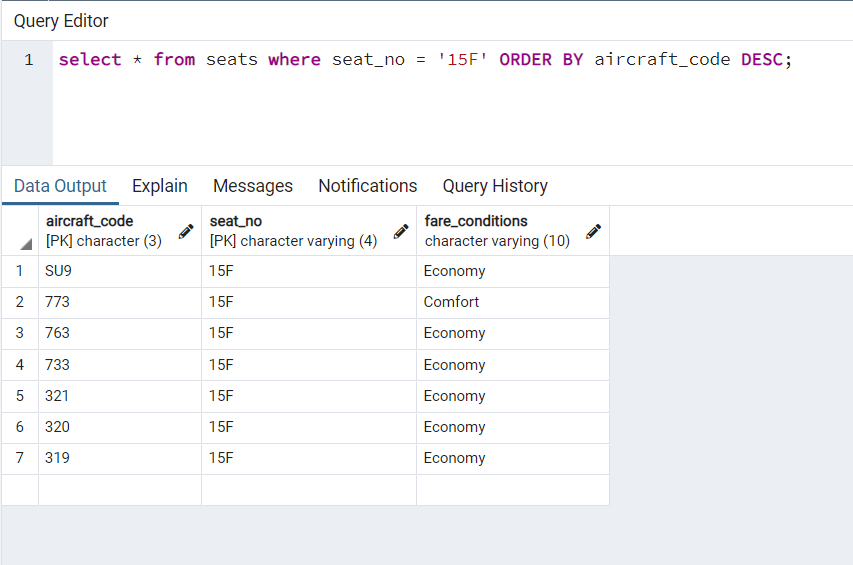 Query Editor
1 select * from seats where seat_no = '15F' ORDER BY aircraft_code DESC;
Data Output Explain Messages Notifications Query History
aircraft_code seat_no fare_conditions
[PK] character (3) [PK] character varying (4) character varying (10)
1 SU9 15F Economy
2 773 15F Comfort
3 763 15F Economy
4 733 15F Economy
5 321 15F Economy
6 320 15F Economy
7 319 15F Economy